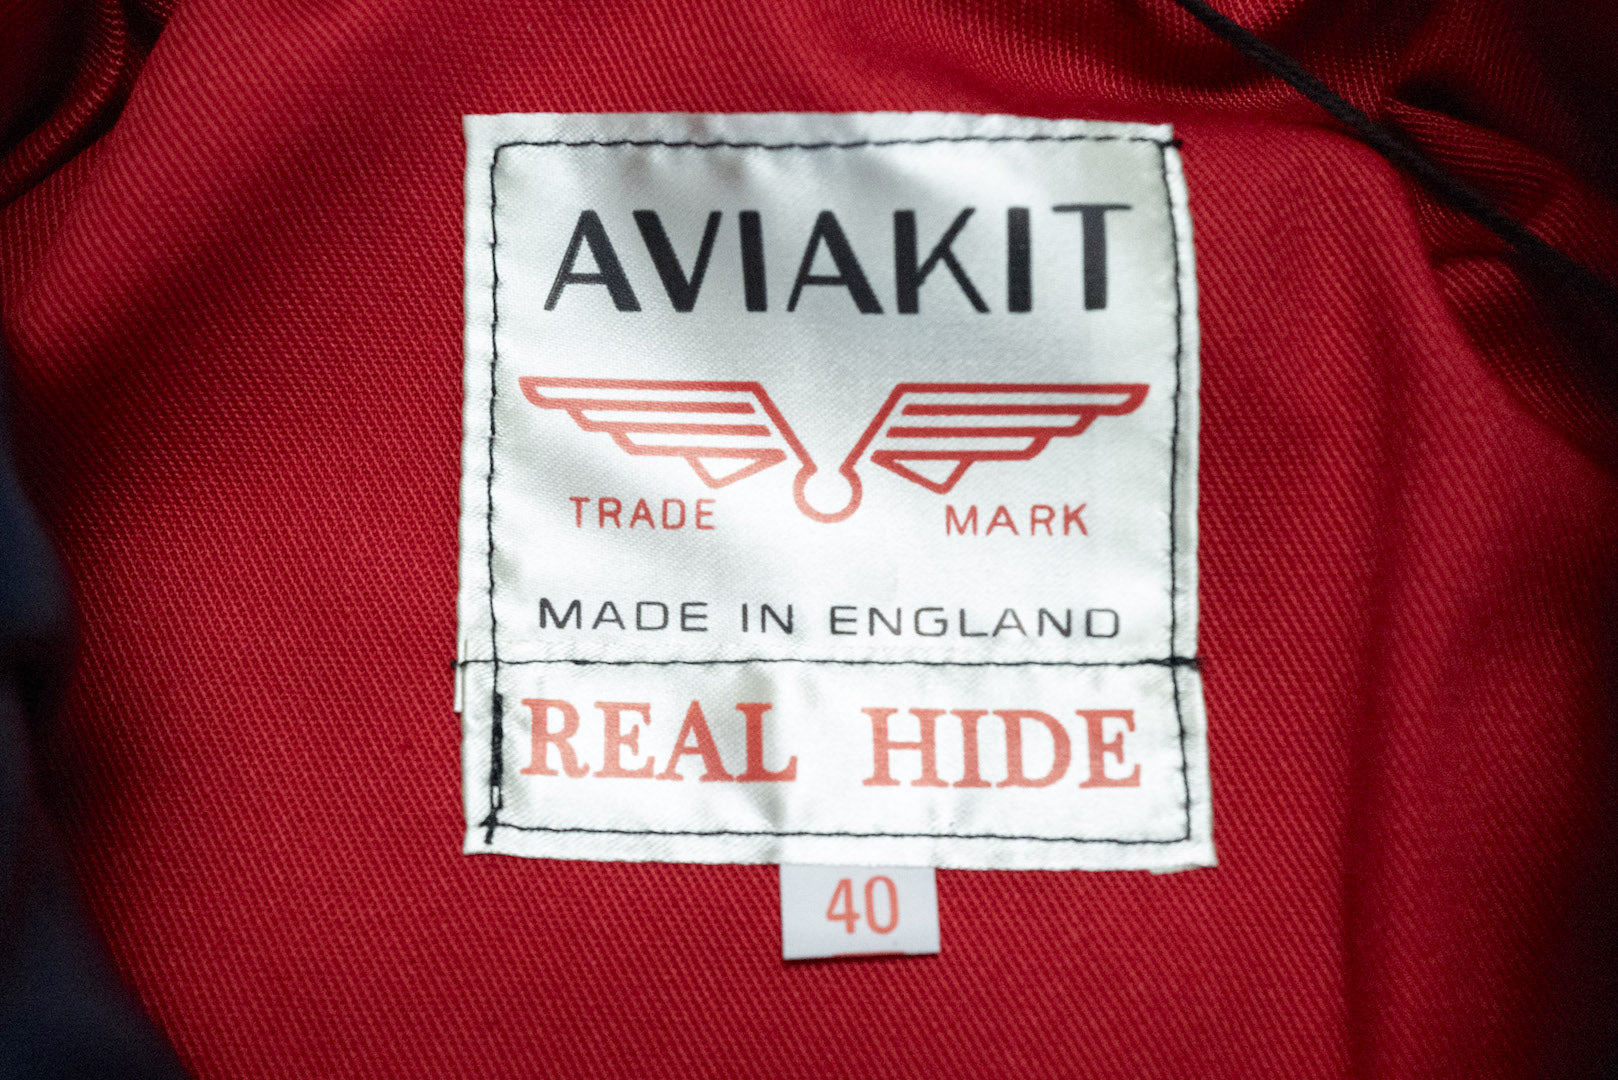 AVIAKIT
TRADE MARK
MADE IN ENGLAND
REAL HIDE
40